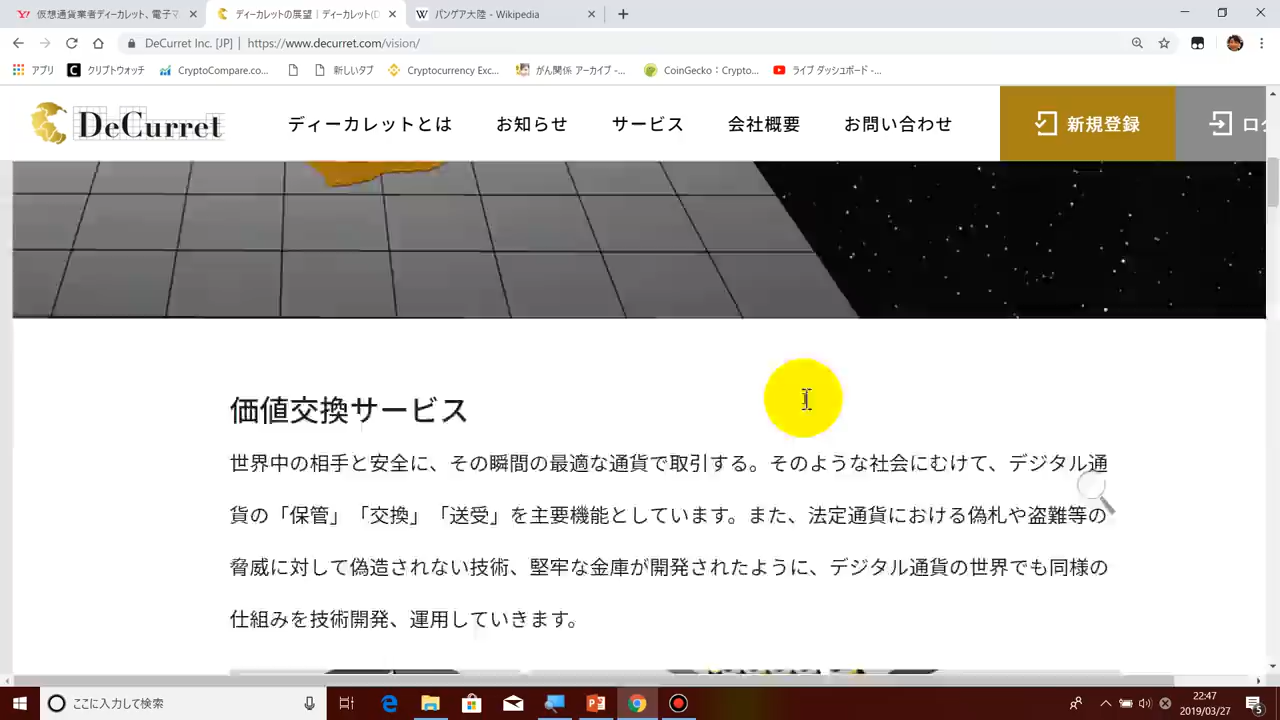 仮想通貨業者ディーカレット、電子マ
ディーカレットの展望｜ディーカレット(D
パンゲア大陸 - Wikipedia
DeCurret Inc. [JP] | https://www.decurret.com/vision/
アプリ
クリプトウォッチ
CryptoCompare.co...
新しいタブ
Cryptocurrency Exc...
がん関係 アーカイブ -...
CoinGecko：Crypto...
ライブ ダッシュボード -...
DeCurret
ディーカレットとは
お知らせ
サービス
会社概要
お問い合わせ
新規登録
ロ
価値交換サービス
世界中の相手と安全に、その瞬間の最適な通貨で取引する。そのような社会にむけて、デジタル通
貨の「保管」「交換」「送受」を主要機能としています。また、法定通貨における偽札や盗難等の
脅威に対して偽造されない技術、堅牢な金庫が開発されたように、デジタル通貨の世界でも同様の
仕組みを技術開発、運用していきます。
ここに入力して検索
22:47
2019/03/27
5